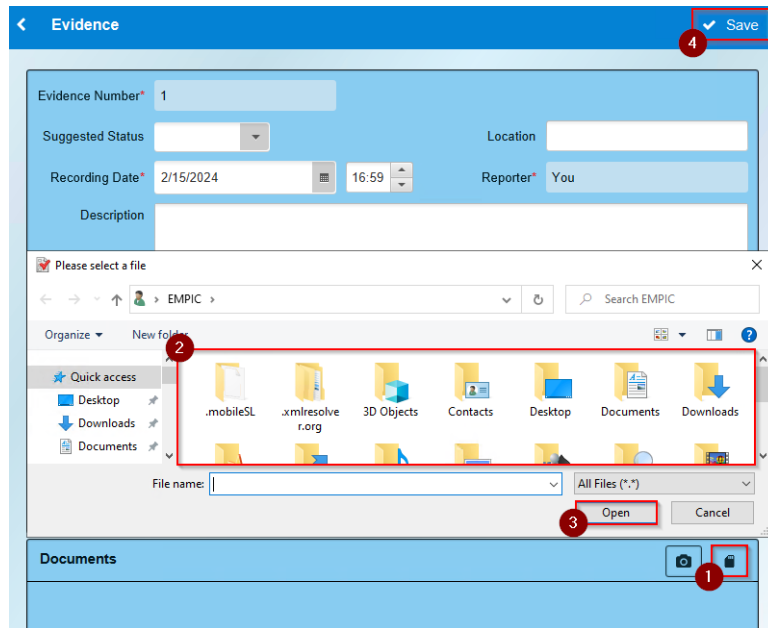 Evidence
Save
4
Evidence Number* 1
Suggested Status
Location
Recording Date* 2/15/2024 16:59 Reporter* You
Description
Please select a file
EMPIC
Search EMPIC
Organize New folder
2
Quick access
Desktop
Downloads
Documents
.mobileSL
.xmlresolve
r.org
3D Objects
Contacts
Desktop
Documents
Downloads
File name:
All Files (*.*)
3
Open
Cancel
Documents
1